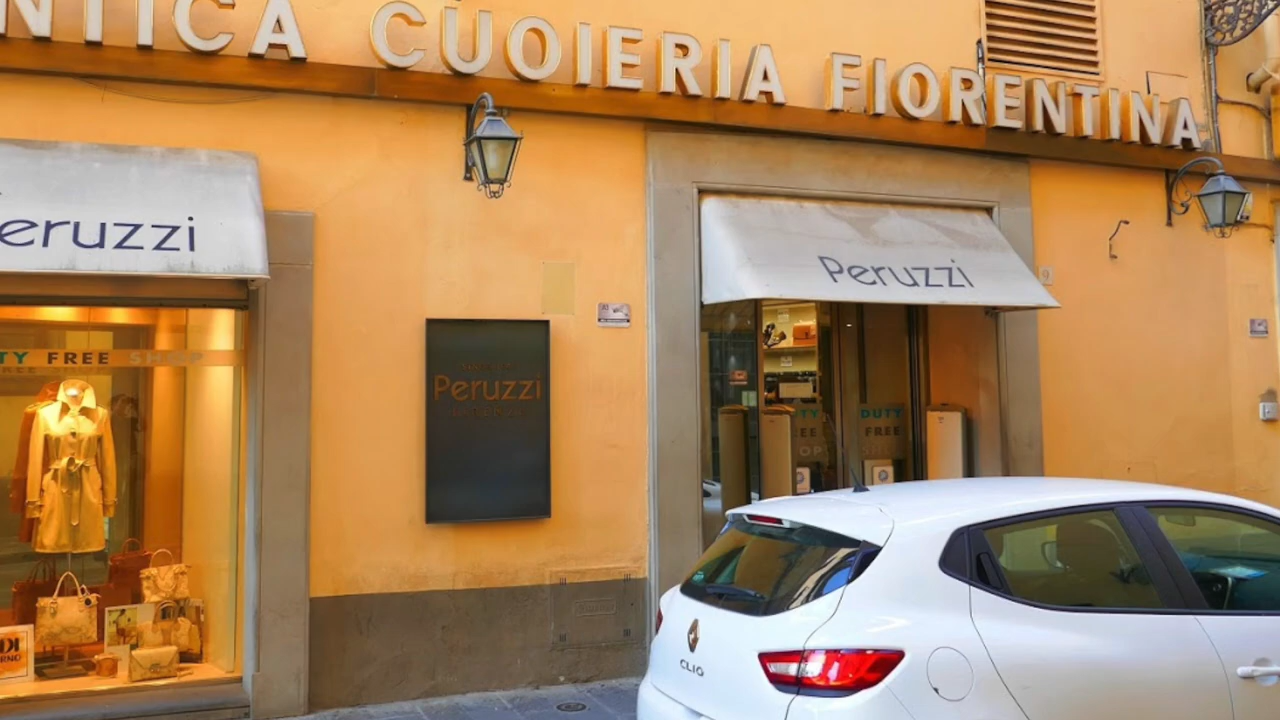 NTICA CUOIERIA FIORENTINA
eruzzi
Peruzzi
TY FREE SHOP
Peruzzi
DUTY
FREE
CLIO